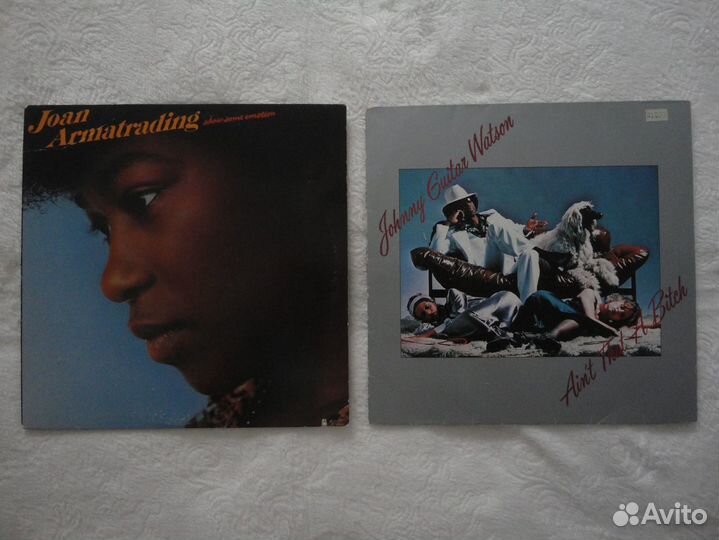 Joan
Armatrading show some emotion
Johnny Guitar Watson
Ain't That A Bitch
Avito